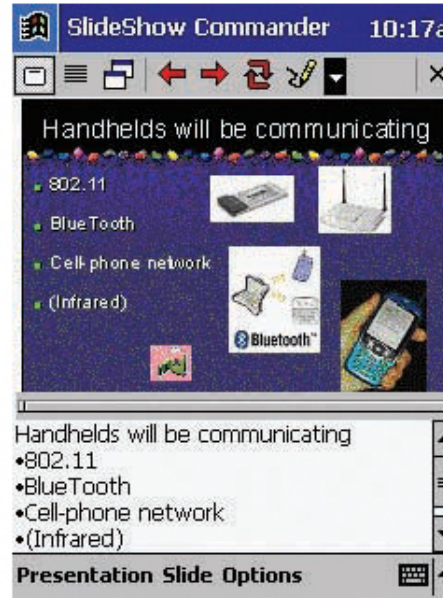 SlideShow Commander 10:17a
Handhelds will be communicating
802.11
BlueTooth
Cell-phone network
(Infrared)
Bluetooth™
Handhelds will be communicating
•802.11
•BlueTooth
•Cell-phone network
•(Infrared)
Presentation Slide Options